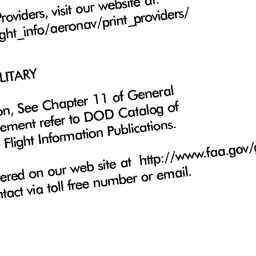 Providers, visit our website at:
ght_info/aeronav/print_providers/
LITARY
on, See Chapter 11 of General
ement refer to DOD Catalog of
Flight Information Publications.
ered on our web site at http://www.faa.gov/
ntact via toll free number or email.